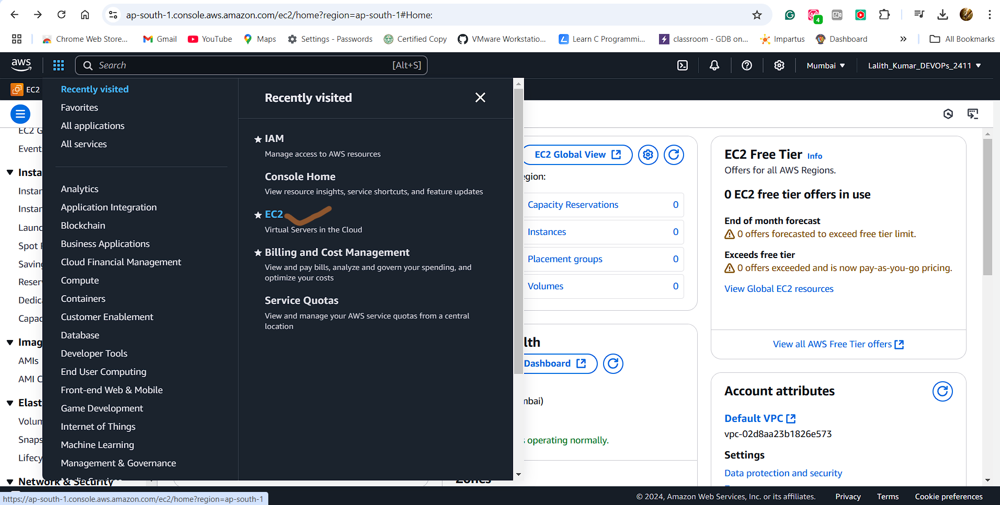 ap-south-1.console.aws.amazon.com/ec2/home?region=ap-south-1#Home:
4
Chrome Web Store...
Gmail
YouTube
Maps
Settings - Passwords
Certified Copy
VMware Workstatio...
Learn C Programmi...
classroom - GDB on...
Impartus
Dashboard
All Bookmarks
aws
Search
[Alt+S]
Mumbai
Lalith_Kumar_DEVOPs_2411
EC2
Recently visited
Favorites
All applications
All services
Analytics
Application Integration
Blockchain
Business Applications
Cloud Financial Management
Compute
Containers
Customer Enablement
Database
Developer Tools
End User Computing
Front-end Web & Mobile
Game Development
Internet of Things
Machine Learning
Management & Governance
Recently visited
IAM
Manage access to AWS resources
Console Home
View resource insights, service shortcuts, and feature updates
EC2
Virtual Servers in the Cloud
Billing and Cost Management
View and pay bills, analyze and govern your spending, and
optimize your costs
Service Quotas
View and manage your AWS service quotas from a central
location
EC2 G
Event
Insta
Instar
Instar
Launc
Spot F
Saving
Reser
Dedic
Capac
Imag
AMIs
AMI C
Elast
Volum
Snaps
Lifecy
Network & Security
EC2 Global View
egion:
Capacity Reservations 0
Instances 0
Placement groups 0
Volumes 0
lth
Dashboard
nbai)
s operating normally.
EC2 Free Tier Info
Offers for all AWS Regions.
0 EC2 free tier offers in use
End of month forecast
0 offers forecasted to exceed free tier limit.
Exceeds free tier
0 offers exceeded and is now pay-as-you-go pricing.
View Global EC2 resources
View all AWS Free Tier offers
Account attributes
Default VPC
vpc-02d8aa23b1826e573
Settings
Data protection and security
https://ap-south-1.console.aws.amazon.com/ec2/home?region=ap-south-1
© 2024, Amazon Web Services, Inc. or its affiliates.
Privacy
Terms
Cookie preferences